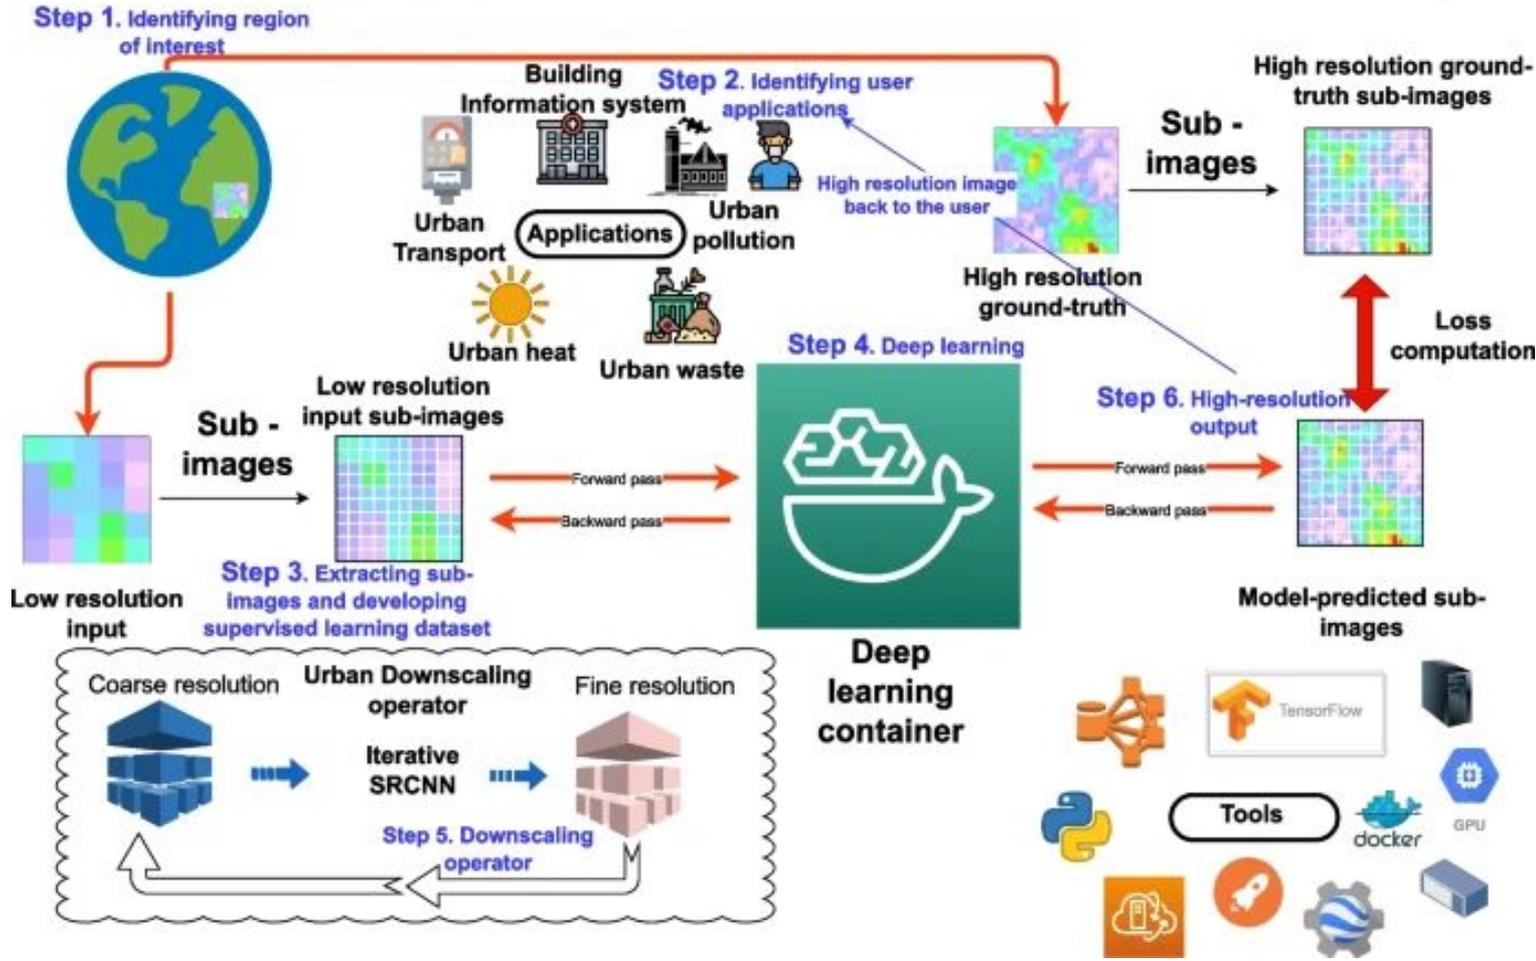 Step 1. Identifying region
of interest
Building
Information system
Step 2. Identifying user
applications
High resolution ground-
truth sub-images
Sub -
images
High resolution image
back to the user
Urban
Transport
Applications
Urban
pollution
High resolution
ground-truth
Urban heat
Urban waste
Step 4. Deep learning
Loss
computation
Low resolution
input sub-images
Sub -
images
Step 6. High-resolution
output
Forward pass
Backward pass
Forward pass
Backward pass
Step 3. Extracting sub-
images and developing
supervised learning dataset
Low resolution
input
Model-predicted sub-
images
Deep
learning
container
Coarse resolution
Urban Downscaling
operator
Fine resolution
Iterative
SRCNN
Step 5. Downscaling
operator
TensorFlow
Tools
docker
GPU